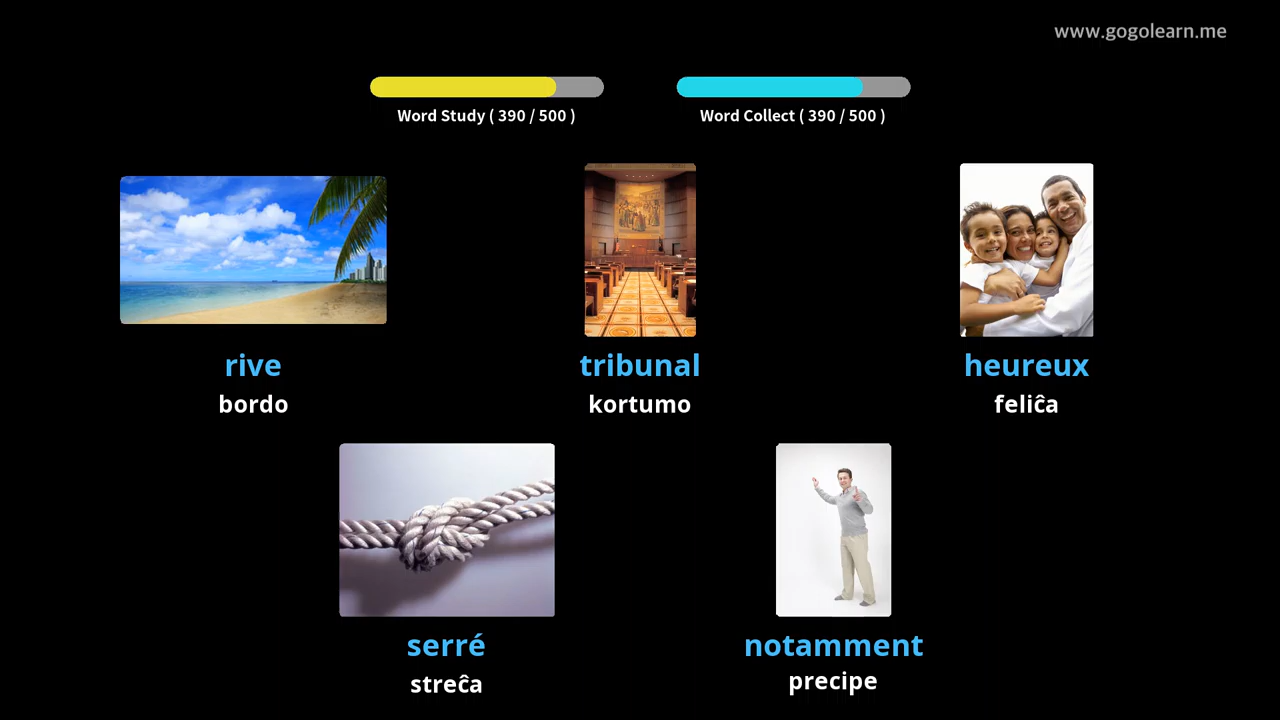 www.gogolearn.me
Word Study ( 390 / 500 )
Word Collect ( 390 / 500 )
rive
bordo
tribunal
kortumo
heureux
feliĉa
serré
streĉa
notamment
precipe